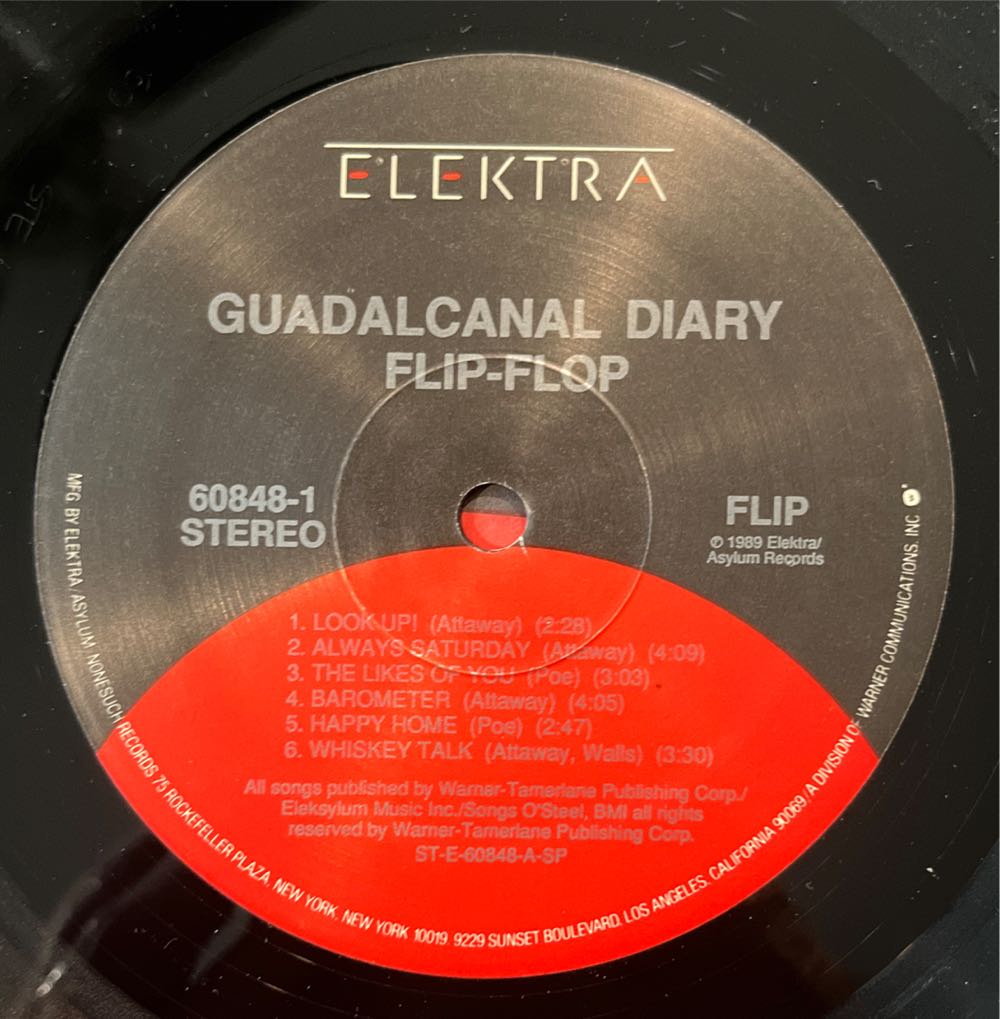 ELEKTRA
GUADALCANAL DIARY
FLIP-FLOP
60848-1
STEREO
FLIP
℗ 1989 Elektra/
Asylum Records
1. LOOK UP! (Attaway) (2:28)
2. ALWAYS SATURDAY (Attaway) (4:09)
3. THE LIKES OF YOU (Poe) (3:03)
4. BAROMETER (Attaway) (4:05)
5. HAPPY HOME (Poe) (2:47)
6. WHISKEY TALK (Attaway, Walls) (3:30)
All songs published by Warner-Tamerlane Publishing Corp./
Eleksylum Music Inc./Songs O'Steel, BMI all rights
reserved by Warner-Tamerlane Publishing Corp.
ST-E-60848-A-SP
MFG BY ELEKTRA/ASYLUM, NONESUCH RECORDS 75 ROCKEFELLER PLAZA, NEW YORK, NEW YORK 10019. 9229 SUNSET BOULEVARD, LOS ANGELES, CALIFORNIA 90069 / A DIVISION OF WARNER COMMUNICATIONS, INC